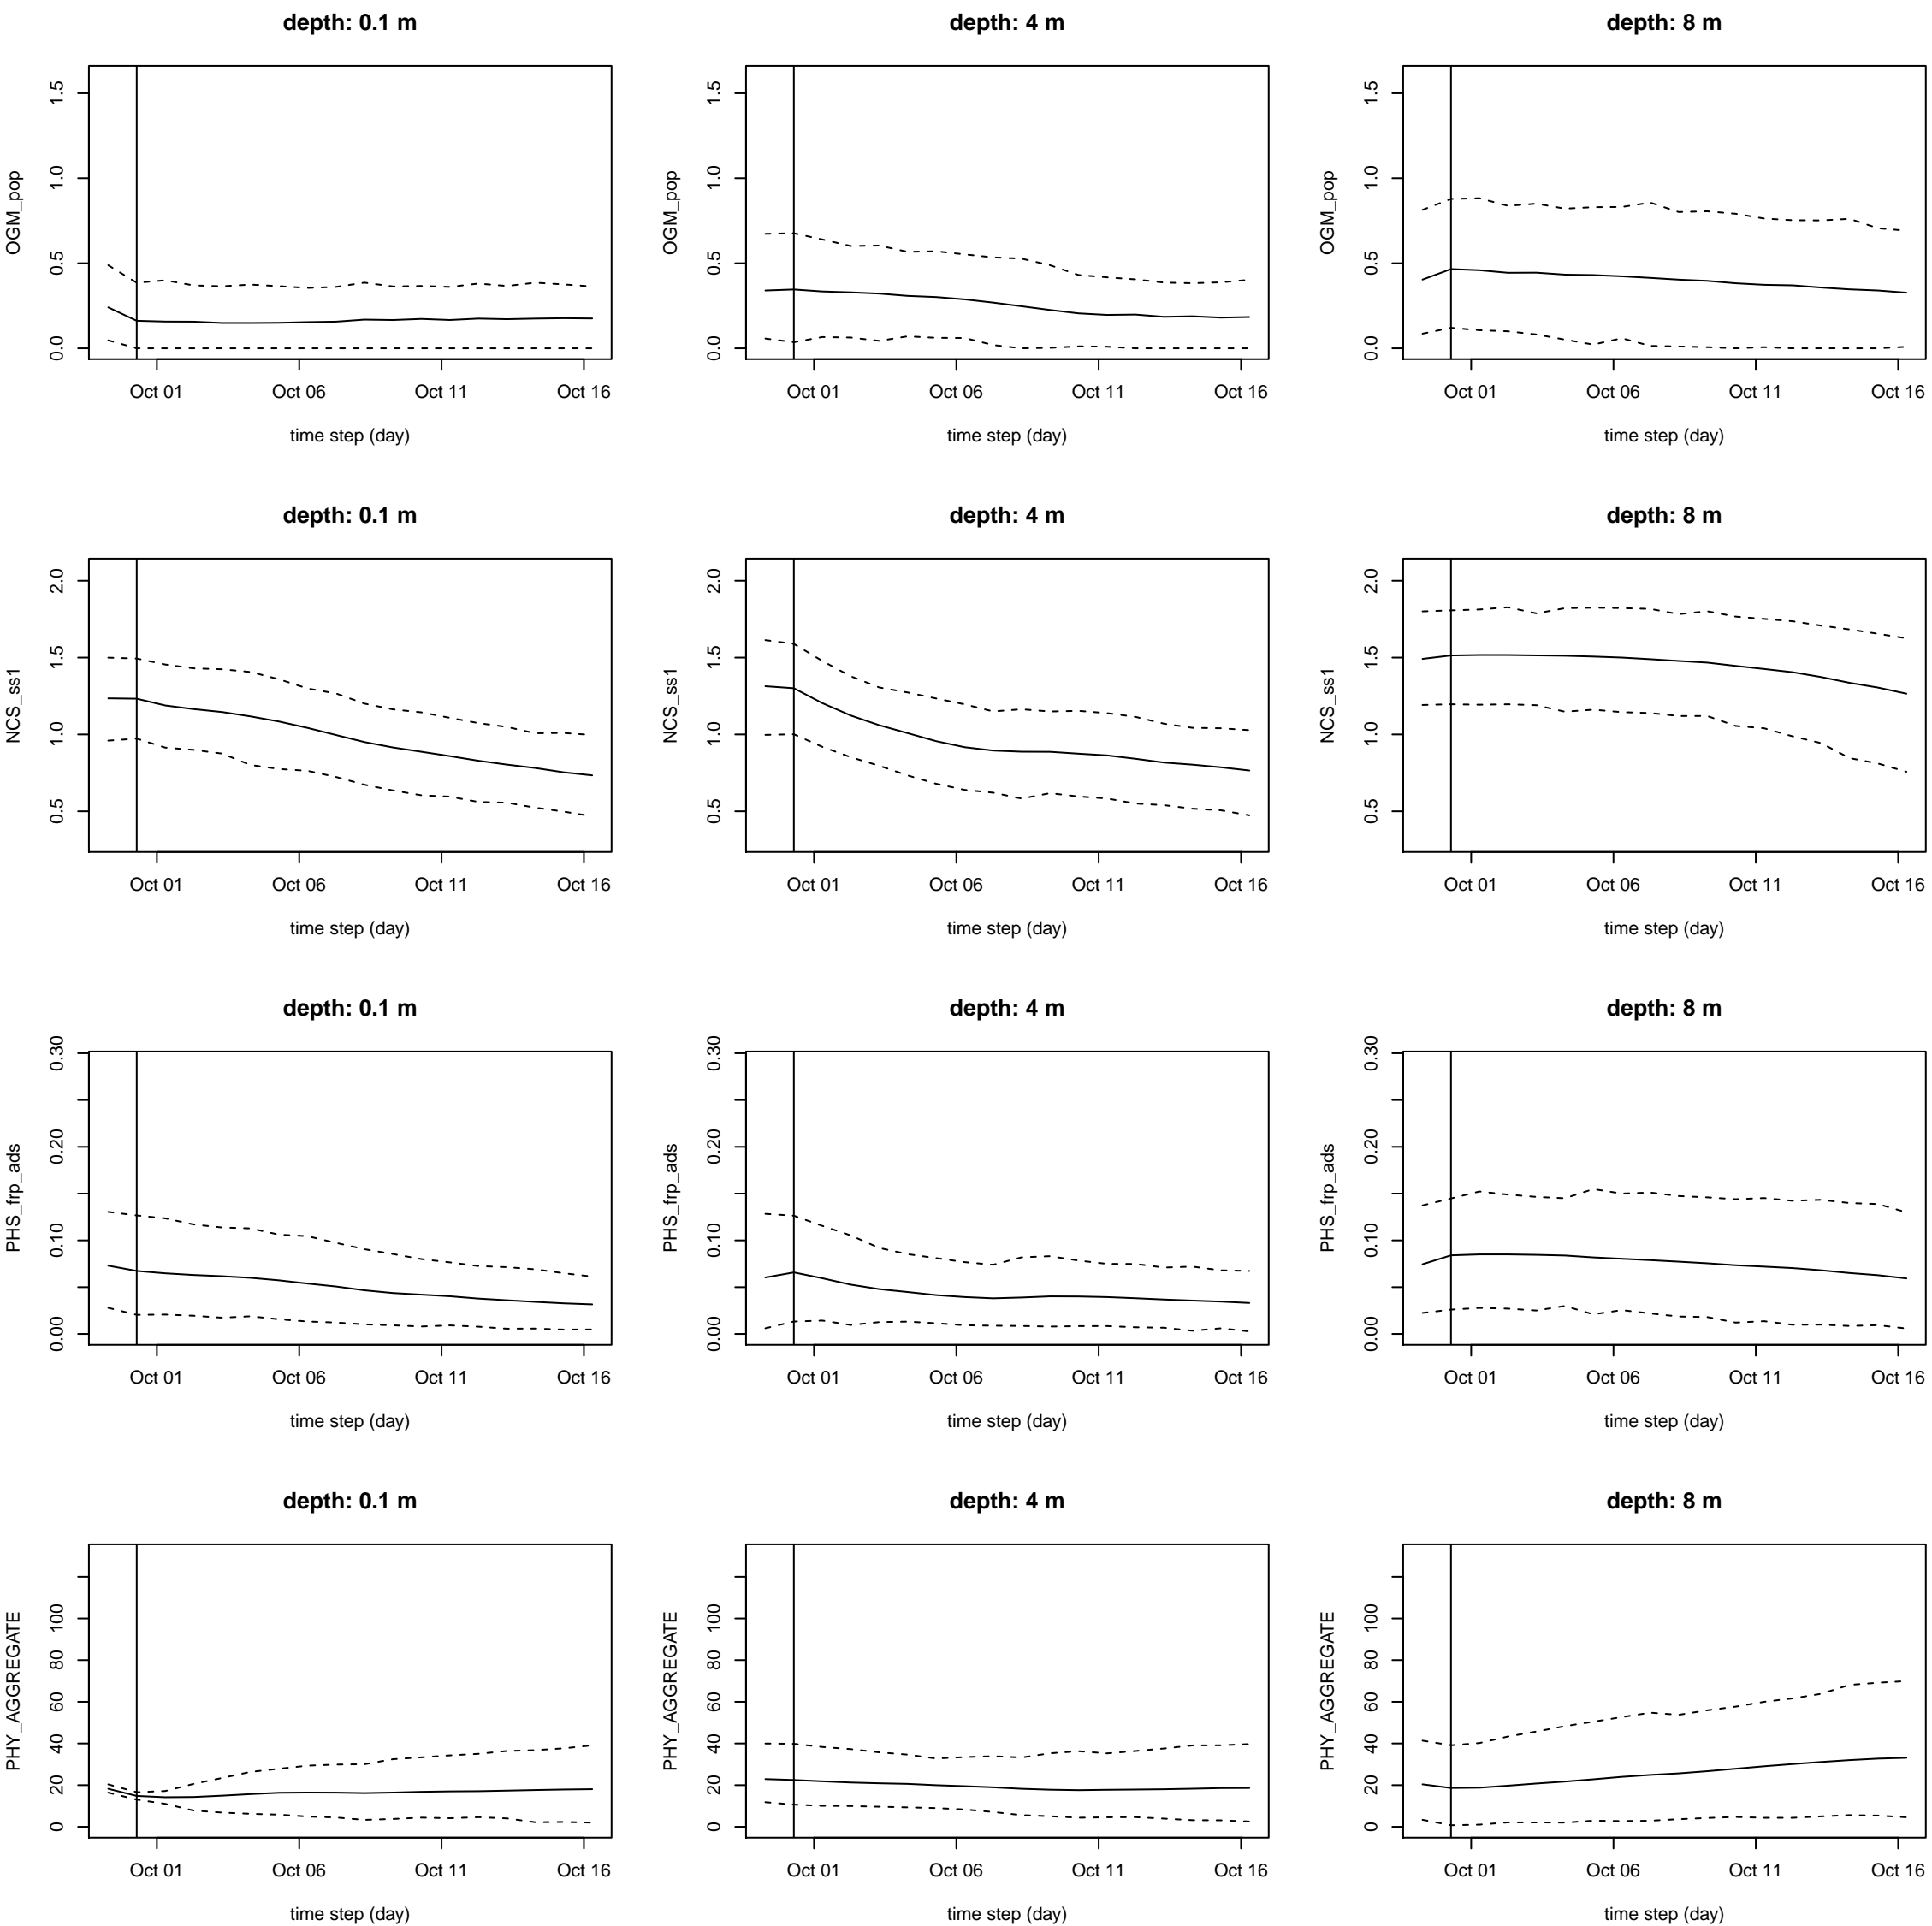 depth: 0.1 m
OGM_pop
0.0 0.5 1.0 1.5
Oct 01 Oct 06 Oct 11 Oct 16
time step (day)
depth: 4 m
OGM_pop
0.0 0.5 1.0 1.5
Oct 01 Oct 06 Oct 11 Oct 16
time step (day)
depth: 8 m
OGM_pop
0.0 0.5 1.0 1.5
Oct 01 Oct 06 Oct 11 Oct 16
time step (day)
depth: 0.1 m
NCS_ss1
0.5 1.0 1.5 2.0
Oct 01 Oct 06 Oct 11 Oct 16
time step (day)
depth: 4 m
NCS_ss1
0.5 1.0 1.5 2.0
Oct 01 Oct 06 Oct 11 Oct 16
time step (day)
depth: 8 m
NCS_ss1
0.5 1.0 1.5 2.0
Oct 01 Oct 06 Oct 11 Oct 16
time step (day)
depth: 0.1 m
PHS_frp_ads
0.00 0.10 0.20 0.30
Oct 01 Oct 06 Oct 11 Oct 16
time step (day)
depth: 4 m
PHS_frp_ads
0.00 0.10 0.20 0.30
Oct 01 Oct 06 Oct 11 Oct 16
time step (day)
depth: 8 m
PHS_frp_ads
0.00 0.10 0.20 0.30
Oct 01 Oct 06 Oct 11 Oct 16
time step (day)
depth: 0.1 m
PHY_AGGREGATE
0 20 40 60 80 100
Oct 01 Oct 06 Oct 11 Oct 16
time step (day)
depth: 4 m
PHY_AGGREGATE
0 20 40 60 80 100
Oct 01 Oct 06 Oct 11 Oct 16
time step (day)
depth: 8 m
PHY_AGGREGATE
0 20 40 60 80 100
Oct 01 Oct 06 Oct 11 Oct 16
time step (day)